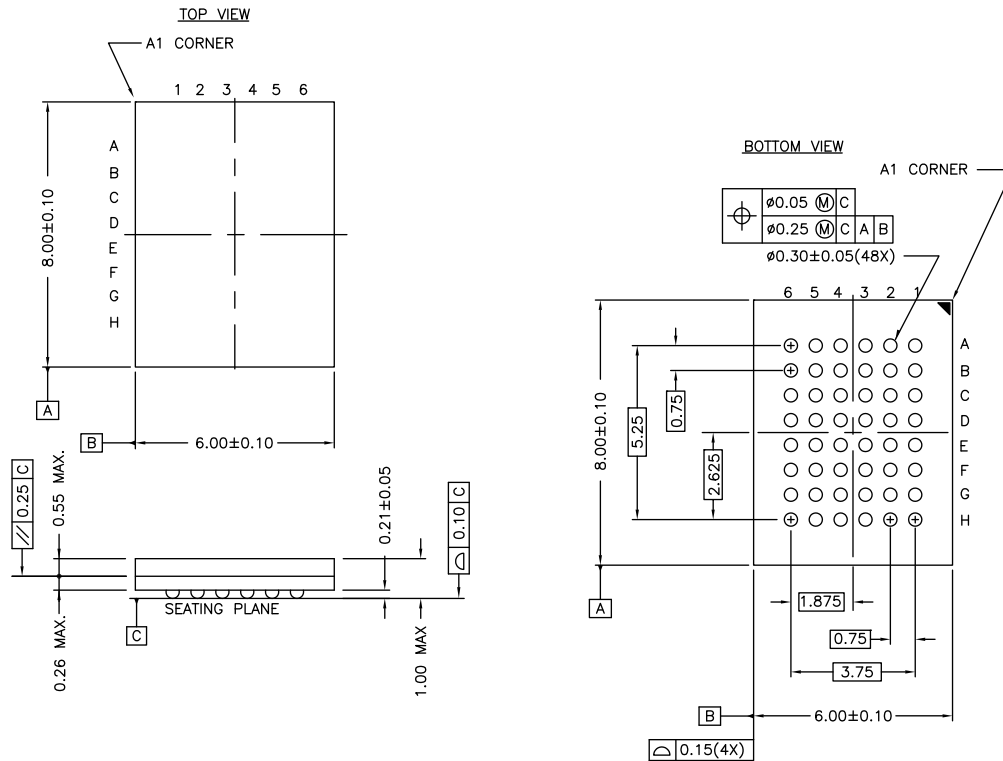 TOP VIEW
A1 CORNER
1 2 3 4 5 6
A
B
C
D
E
F
G
H
8.00±0.10
A
B
6.00±0.10
// 0.25 C
0.55 MAX.
0.21±0.05
⌓ 0.10 C
SEATING PLANE
C
0.26 MAX.
1.00 MAX
BOTTOM VIEW
A1 CORNER
⌖ ø0.05 Ⓜ C
ø0.25 Ⓜ C A B
ø0.30±0.05(48X)
6 5 4 3 2 1
A
B
C
D
E
F
G
H
8.00±0.10
5.25
0.75
2.625
A
1.875
0.75
3.75
B
6.00±0.10
⌓ 0.15(4X)